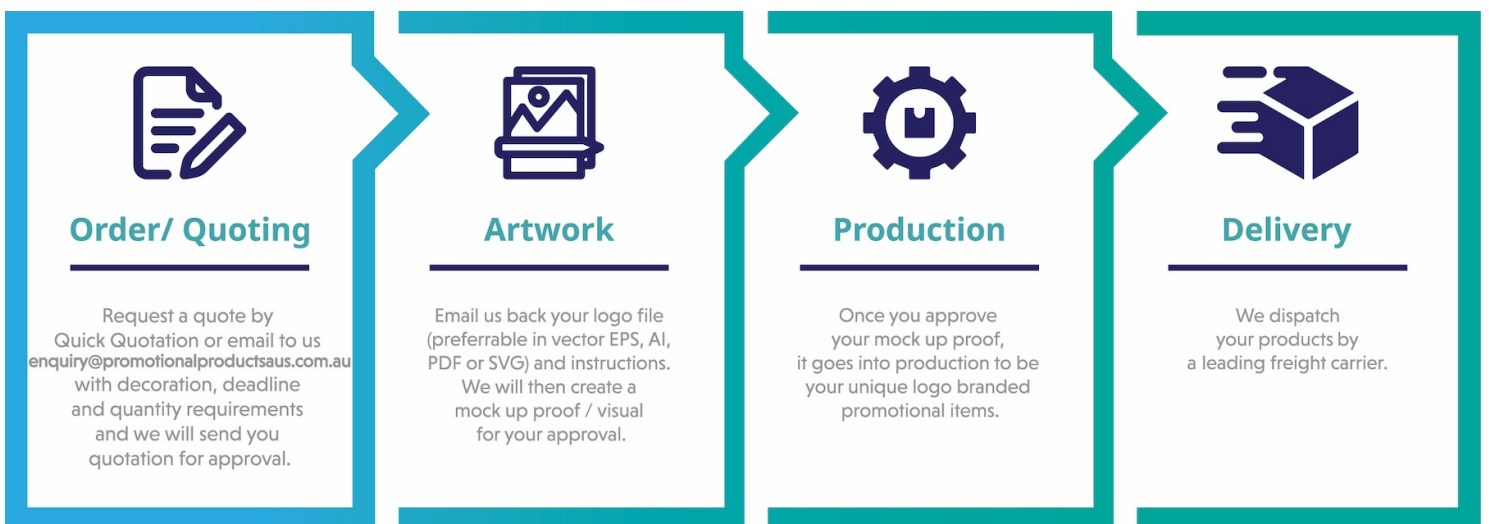 Order/ Quoting
Request a quote by
Quick Quotation or email to us
enquiry@promotionalproductsaus.com.au
with decoration, deadline
and quantity requirements
and we will send you
quotation for approval.
Artwork
Email us back your logo file
(preferrable in vector EPS, AI,
PDF or SVG) and instructions.
We will then create a
mock up proof / visual
for your approval.
Production
Once you approve
your mock up proof,
it goes into production to be
your unique logo branded
promotional items.
Delivery
We dispatch
your products by
a leading freight carrier.